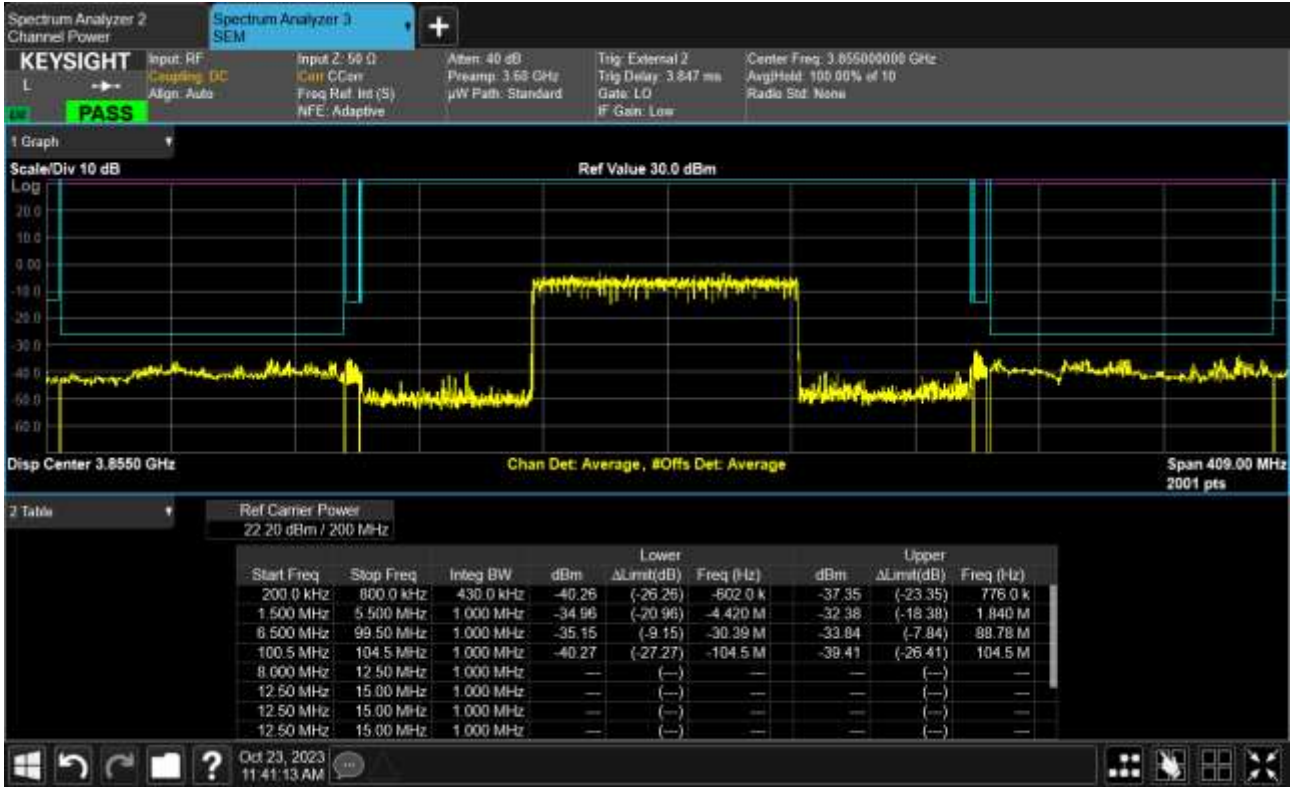 Spectrum Analyzer 2
Channel Power
Spectrum Analyzer 3
SEM
KEYSIGHT
L
PASS
Input: RF
Coupling: DC
Align: Auto
Input Z: 50 Ω
Corr CCorr
Freq Ref: Int (S)
NFE: Adaptive
Atten: 40 dB
Preamp: 3.60 GHz
µW Path: Standard
Trig: External 2
Trig Delay: 3.847 ms
Gate: LO
IF Gain: Low
Center Freq: 3.855000000 GHz
Avg|Hold: 100.00% of 10
Radio Std: None
1 Graph
Scale/Div 10 dB
Ref Value 30.0 dBm
Log
20.0
10.0
0.00
-10.0
-20.0
-30.0
-40.0
-50.0
-60.0
Disp Center 3.8550 GHz
Chan Det: Average, #Offs Det: Average
Span 409.00 MHz
2001 pts
2 Table
Ref Carrier Power
22.20 dBm / 200 MHz
Lower Upper
Start Freq Stop Freq Integ BW dBm ΔLimit(dB) Freq (Hz) dBm ΔLimit(dB) Freq (Hz)
200.0 kHz 800.0 kHz 430.0 kHz -40.26 (-26.26) -602.0 k -37.35 (-23.35) 776.0 k
1.500 MHz 5.500 MHz 1.000 MHz -34.96 (-20.96) -4.420 M -32.38 (-18.38) 1.840 M
6.500 MHz 99.50 MHz 1.000 MHz -35.15 (-9.15) -30.39 M -33.84 (-7.84) 88.78 M
100.5 MHz 104.5 MHz 1.000 MHz -40.27 (-27.27) -104.5 M -39.41 (-26.41) 104.5 M
8.000 MHz 12.50 MHz 1.000 MHz --- (---) --- --- (---) ---
12.50 MHz 15.00 MHz 1.000 MHz --- (---) --- --- (---) ---
12.50 MHz 15.00 MHz 1.000 MHz --- (---) --- --- (---) ---
12.50 MHz 15.00 MHz 1.000 MHz --- (---) --- --- (---) ---
?
Oct 23, 2023
11:41:13 AM